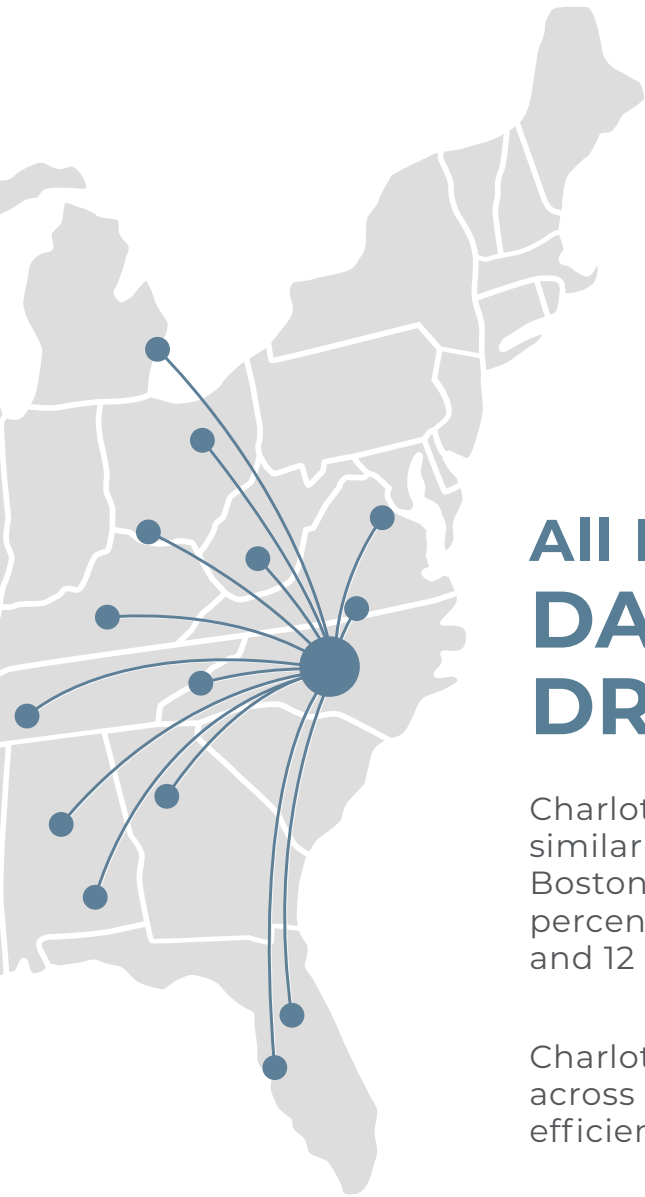 All
DA
DR
Charlot
similar
Boston
percen
and 12
Charlot
across
efficien